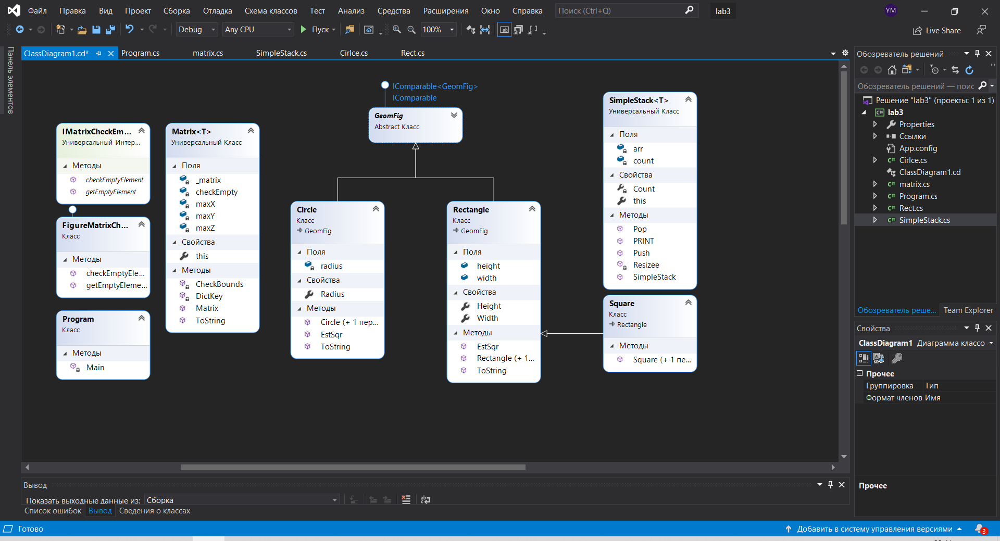 Файл Правка Вид Проект Сборка Отладка Схема классов Тест Анализ Средства Расширения Окно Справка Поиск (Ctrl+Q) lab3 YM
Debug Any CPU Пуск 100% Live Share
Панель элементов
ClassDiagram1.cd* Program.cs matrix.cs SimpleStack.cs Cirlce.cs Rect.cs
IMatrixCheckEm...
Универсальный Интер...
Методы
checkEmptyElement
getEmptyElement
FigureMatrixCh...
Класс
Методы
checkEmptyEle...
getEmptyEleme...
Program
Класс
Методы
Main
Matrix<T>
Универсальный Класс
Поля
_matrix
checkEmpty
maxX
maxY
maxZ
Свойства
this
Методы
CheckBounds
DictKey
Matrix
ToString
IComparable<GeomFig>
IComparable
GeomFig
Abstract Класс
Circle
Класс
GeomFig
Поля
radius
Свойства
Radius
Методы
Circle (+ 1 пер...
EstSqr
ToString
Rectangle
Класс
GeomFig
Поля
height
width
Свойства
Height
Width
Методы
EstSqr
Rectangle (+ 1...
ToString
SimpleStack<T>
Универсальный Класс
Поля
arr
count
Свойства
Count
this
Методы
Pop
PRINT
Push
Resizee
SimpleStack
Square
Класс
Rectangle
Методы
Square (+ 1 пе...
Обозреватель решений
Обозреватель решений — поис
Решение "lab3" (проекты: 1 из 1)
lab3
Properties
Ссылки
App.config
Cirlce.cs
ClassDiagram1.cd
matrix.cs
Program.cs
Rect.cs
SimpleStack.cs
Обозреватель реше... Team Explorer
Свойства
ClassDiagram1 Диаграмма классо
Прочее
Группировка Тип
Формат членов Имя
Прочее
Вывод
Показать выходные данные из: Сборка
Список ошибок Вывод Сведения о классах
Готово Добавить в систему управления версиями 3